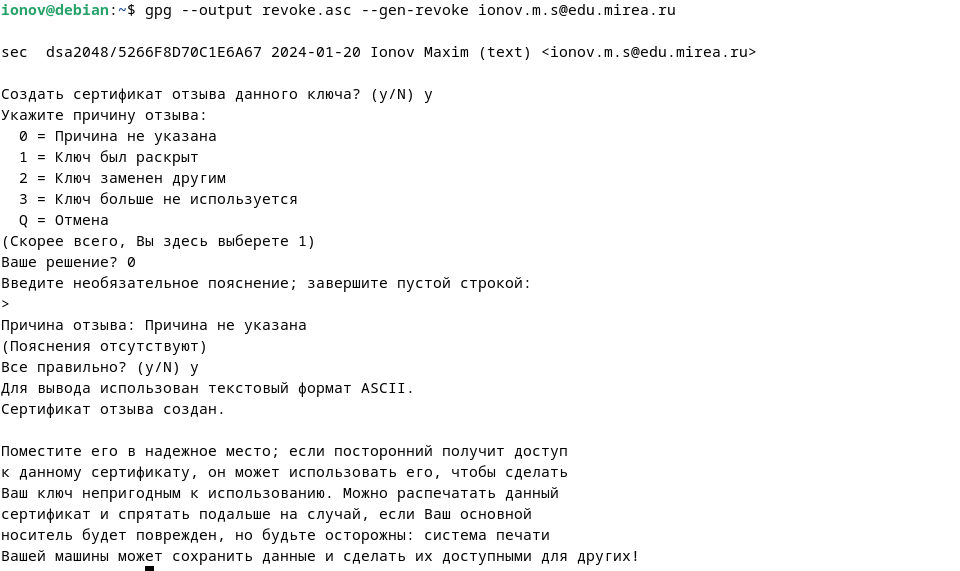 ionov@debian:~$ gpg --output revoke.asc --gen-revoke ionov.m.s@edu.mirea.ru
sec  dsa2048/5266F8D70C1E6A67 2024-01-20 Ionov Maxim (text) <ionov.m.s@edu.mirea.ru>
Создать сертификат отзыва данного ключа? (y/N) y
Укажите причину отзыва:
  0 = Причина не указана
  1 = Ключ был раскрыт
  2 = Ключ заменен другим
  3 = Ключ больше не используется
  Q = Отмена
(Скорее всего, Вы здесь выберете 1)
Ваше решение? 0
Введите необязательное пояснение; завершите пустой строкой:
>
Причина отзыва: Причина не указана
(Пояснения отсутствуют)
Все правильно? (y/N) y
Для вывода использован текстовый формат ASCII.
Сертификат отзыва создан.
Поместите его в надежное место; если посторонний получит доступ
к данному сертификату, он может использовать его, чтобы сделать
Ваш ключ непригодным к использованию. Можно распечатать данный
сертификат и спрятать подальше на случай, если Ваш основной
носитель будет поврежден, но будьте осторожны: система печати
Вашей машины может сохранить данные и сделать их доступными для других!